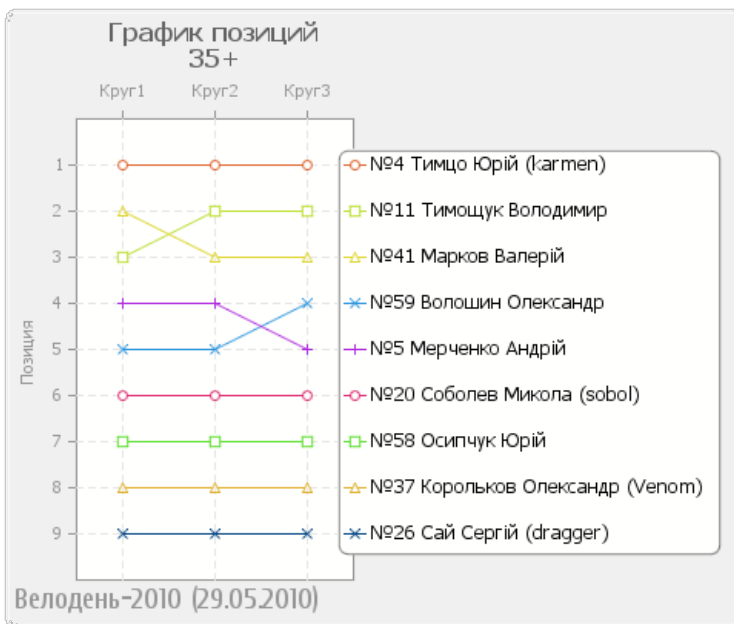 График позиций
35+
Круг1 Круг2 Круг3
Позиция
1 №4 Тимцо Юрій (karmen)
2 №11 Тимощук Володимир
3 №41 Марков Валерій
4 №59 Волошин Олександр
5 №5 Мерченко Андрій
6 №20 Соболев Микола (sobol)
7 №58 Осипчук Юрій
8 №37 Корольков Олександр (Venom)
9 №26 Сай Сергій (dragger)
Велодень-2010 (29.05.2010)